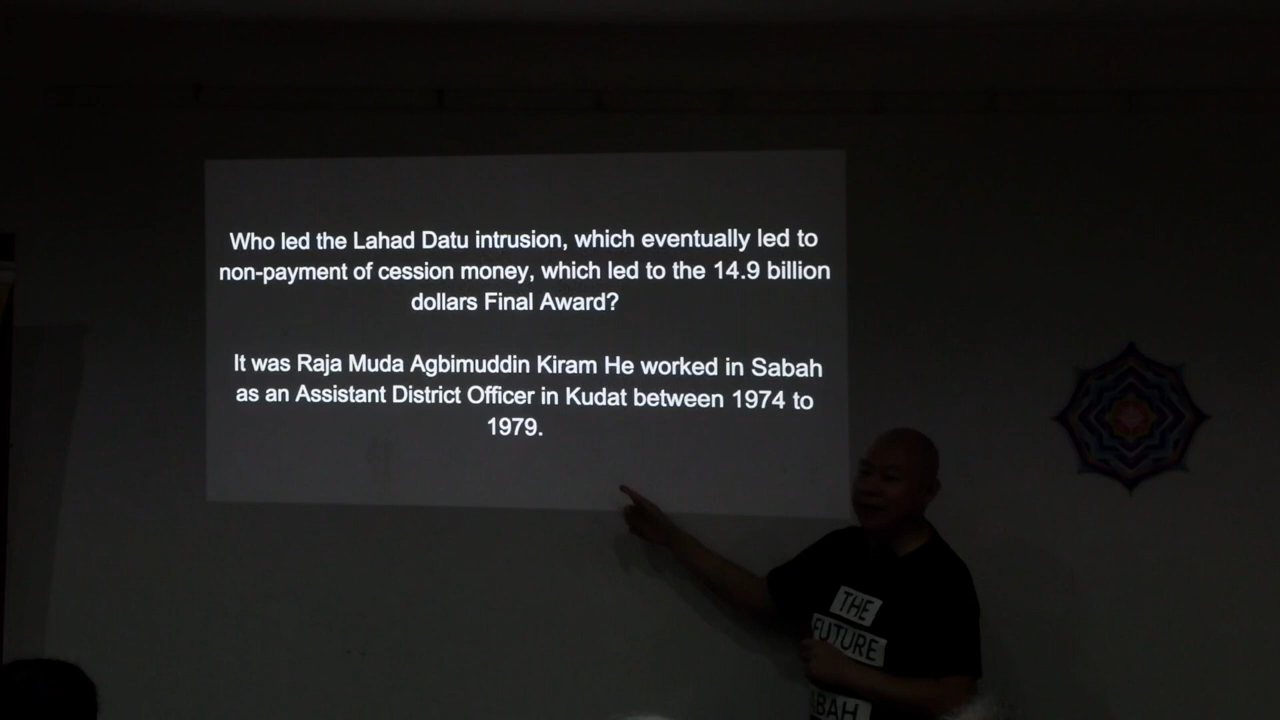 Who led the Lahad Datu intrusion, which eventually led to
non-payment of cession money, which led to the 14.9 billion
dollars Final Award?
It was Raja Muda Agbimuddin Kiram He worked in Sabah
as an Assistant District Officer in Kudat between 1974 to
1979.
THE
FUTURE
ABAH